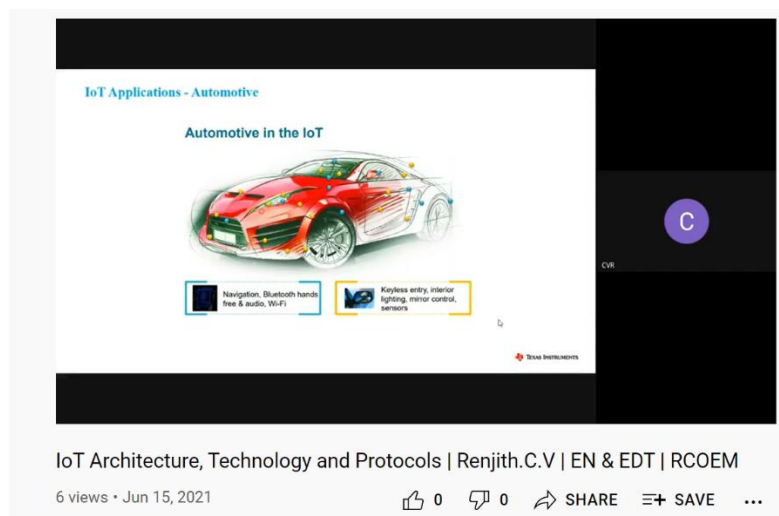 IoT Applications - Automotive
Automotive in the IoT
Navigation, Bluetooth hands
free & audio, Wi-Fi
Keyless entry, interior
lighting, mirror control,
sensors
TEXAS INSTRUMENTS
C
CVR
IoT Architecture, Technology and Protocols | Renjith.C.V | EN & EDT | RCOEM
6 views • Jun 15, 2021
0 0 SHARE SAVE ...